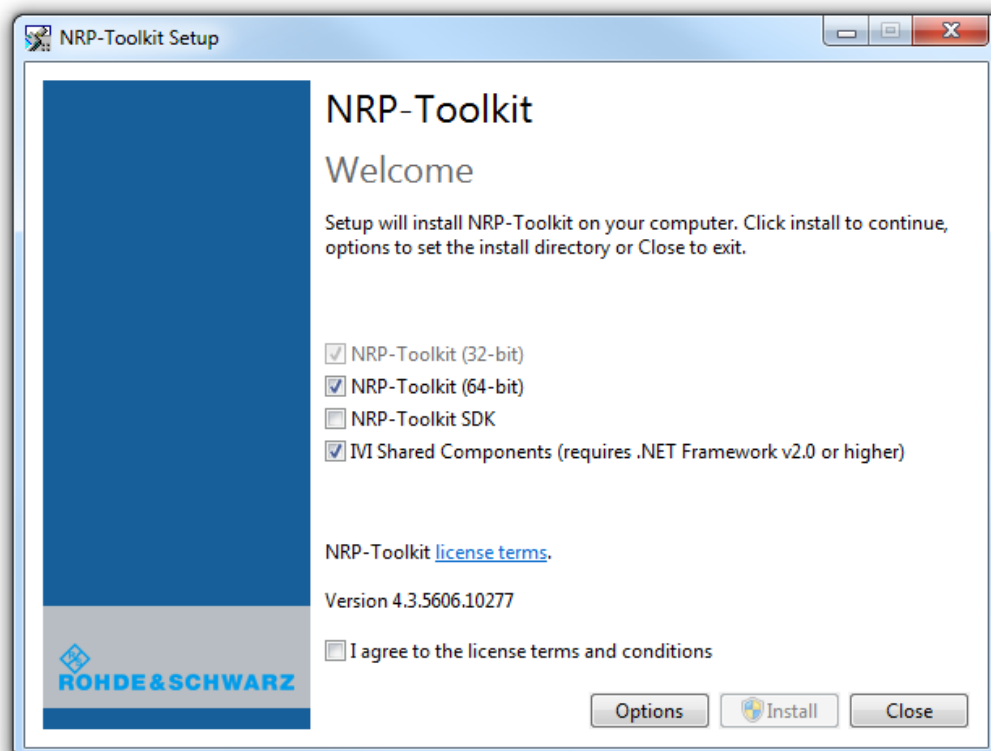 NRP-Toolkit Setup
NRP-Toolkit
Welcome
Setup will install NRP-Toolkit on your computer. Click install to continue,
options to set the install directory or Close to exit.
NRP-Toolkit (32-bit)
NRP-Toolkit (64-bit)
NRP-Toolkit SDK
IVI Shared Components (requires .NET Framework v2.0 or higher)
NRP-Toolkit license terms.
Version 4.3.5606.10277
I agree to the license terms and conditions
ROHDE&SCHWARZ
Options Install Close